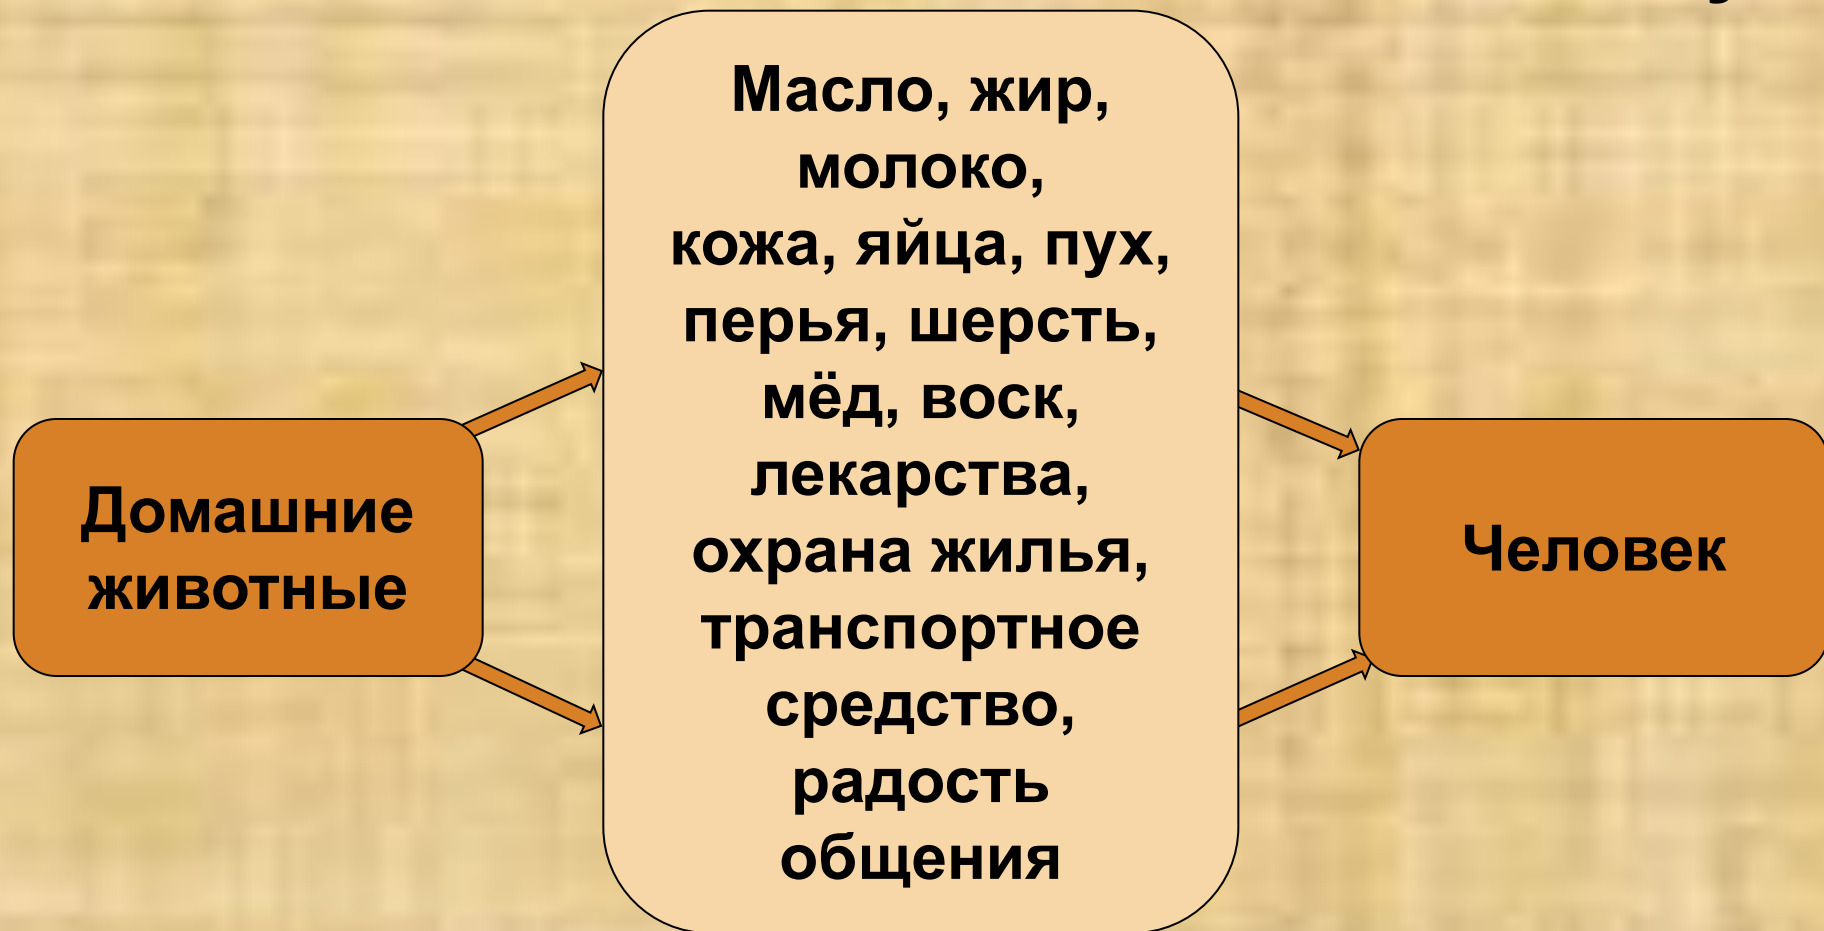 Масло, жир,
молоко,
кожа, яйца, пух,
перья, шерсть,
мёд, воск,
лекарства,
охрана жилья,
транспортное
средство,
радость
общения
Домашние
животные
Человек